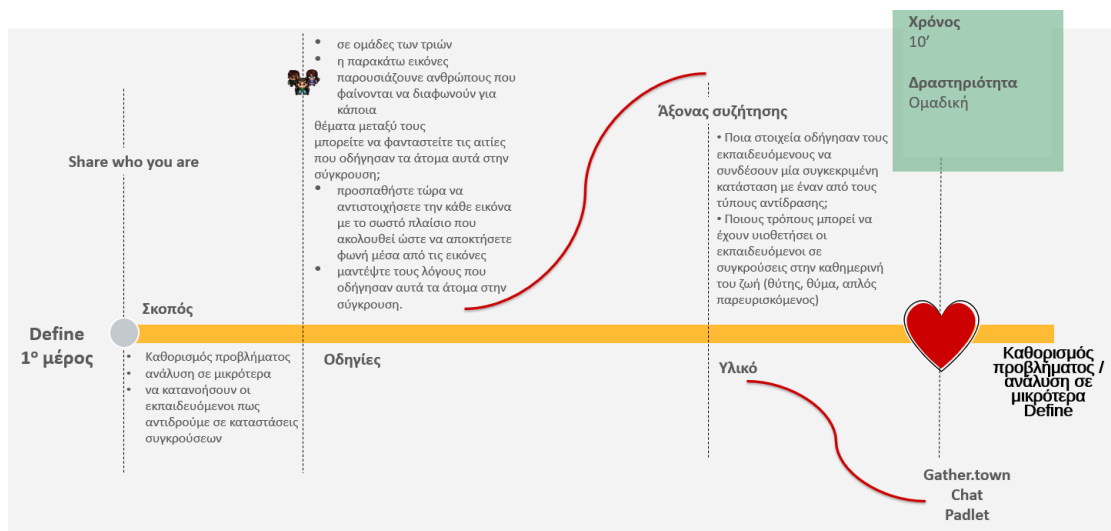 Χρόνος
10’
Δραστηριότητα
Ομαδική
• σε ομάδες των τριών
• η παρακάτω εικόνες
παρουσιάζουνε ανθρώπους που
φαίνονται να διαφωνούν για
κάποια
θέματα μεταξύ τους
μπορείτε να φανταστείτε τις αιτίες
που οδήγησαν τα άτομα αυτά στην
σύγκρουση;
• προσπαθήστε τώρα να
αντιστοιχήσετε την κάθε εικόνα
με το σωστό πλαίσιο που
ακολουθεί ώστε να αποκτήσετε
φωνή μέσα από τις εικόνες
• μαντέψτε τους λόγους που
οδήγησαν αυτά τα άτομα στην
σύγκρουση.
Άξονας συζήτησης
• Ποια στοιχεία οδήγησαν τους
εκπαιδευόμενους να
συνδέσουν μία συγκεκριμένη
κατάσταση με έναν από τους
τύπους αντίδρασης;
• Ποιους τρόπους μπορεί να
έχουν υιοθετήσει οι
εκπαιδευόμενοι σε
συγκρούσεις στην καθημερινή
του ζωή (θύτης, θύμα, απλός
παρευρισκόμενος)
Share who you are
Σκοπός
Define
1ο μέρος
• Καθορισμός προβλήματος
• ανάλυση σε μικρότερα
• να κατανοήσουν οι
εκπαιδευόμενοι πως
αντιδρούμε σε καταστάσεις
συγκρούσεων
Οδηγίες
Υλικό
Καθορισμός
προβλήματος /
ανάλυση σε
μικρότερα
Define
Gather.town
Chat
Padlet